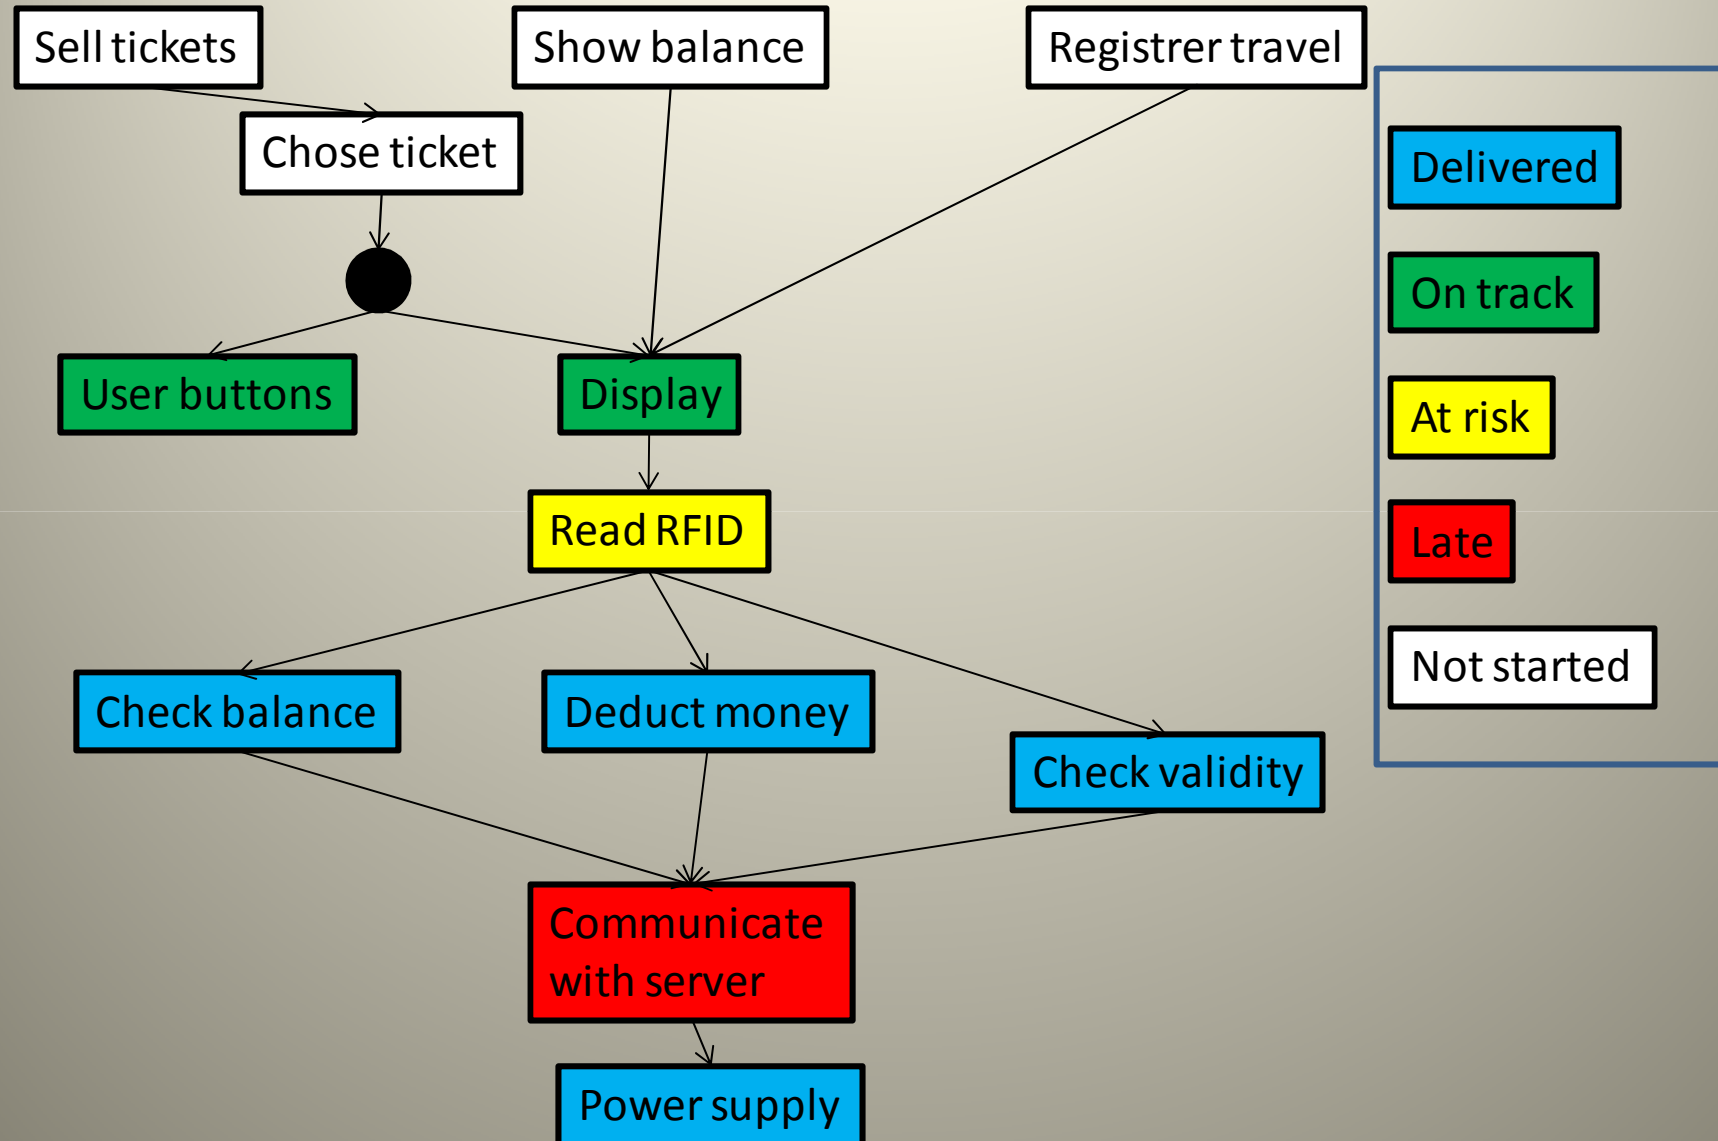 Sell tickets
Show balance
Registrer travel
Chose ticket
User buttons
Display
Read RFID
Check balance
Deduct money
Check validity
Communicate
with server
Power supply
Delivered
On track
At risk
Late
Not started